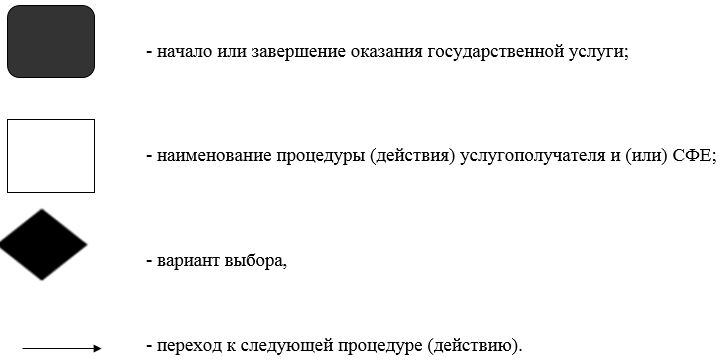 - начало или завершение оказания государственной услуги;
- наименование процедуры (действия) услугополучателя и (или) СФЕ;
- вариант выбора,
- переход к следующей процедуре (действию).